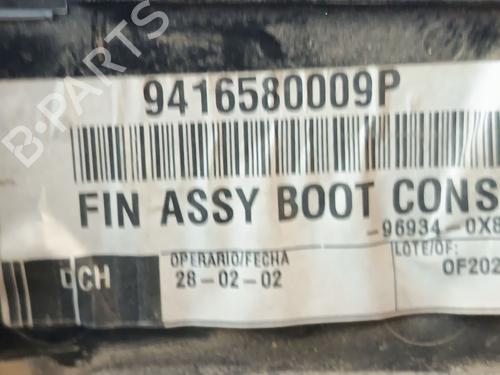 B-PARTS
9416580009P
FIN ASSY BOOT CONS
-96934-0X8
OPERARIO/FECHA
LOTE/OF:
DCH
28-02-02
OF202